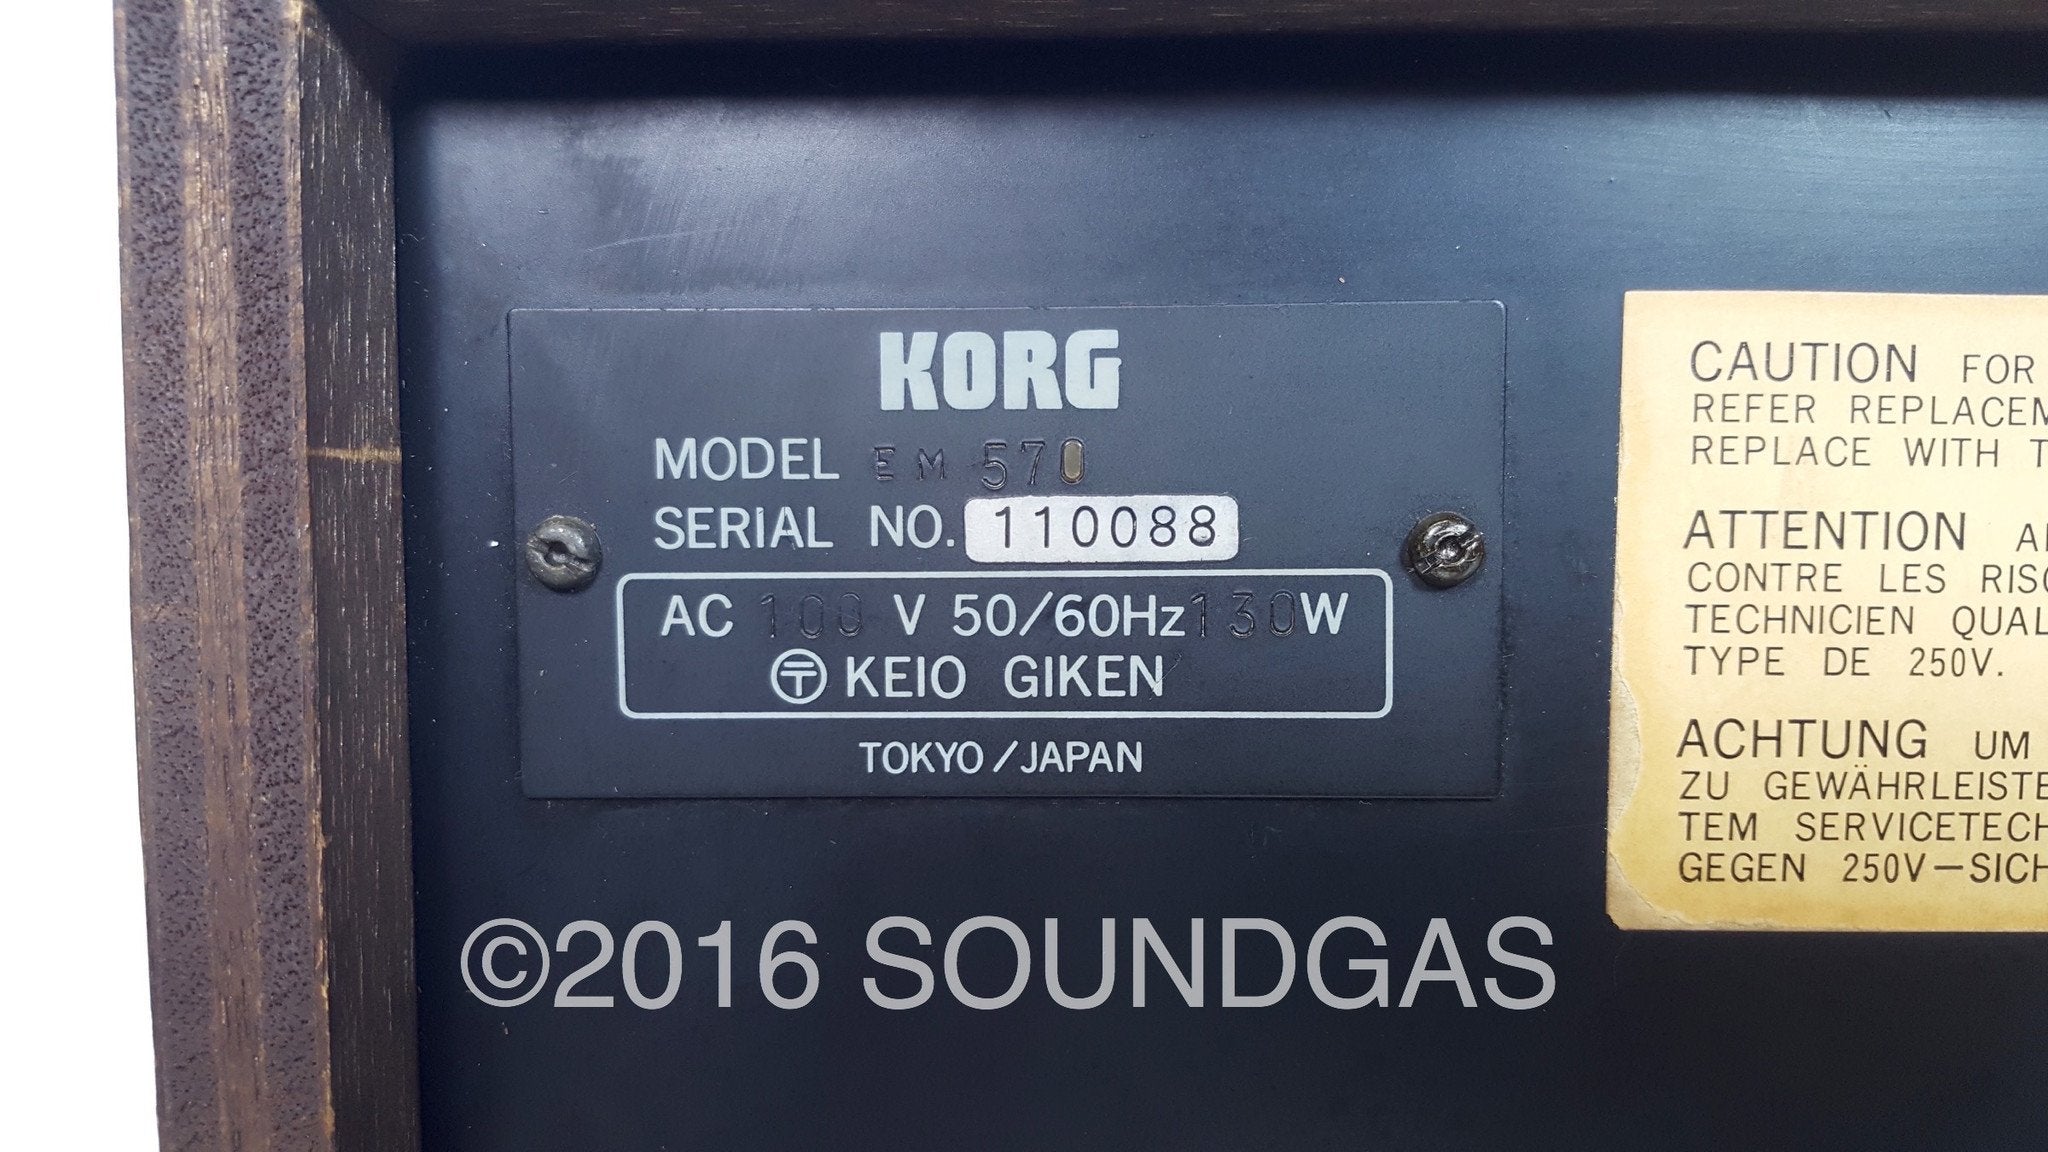 KORG
MODEL EM 570
SERIAL NO. 110088
AC 100 V 50/60Hz 130W
〶 KEIO GIKEN
TOKYO/JAPAN
CAUTION FOR
REFER REPLACEM
REPLACE WITH T
ATTENTION A
CONTRE LES RISC
TECHNICIEN QUAL
TYPE DE 250V.
ACHTUNG UM
ZU GEWÄHRLEISTE
TEM SERVICETECH
GEGEN 250V—SICH
©2016 SOUNDGAS